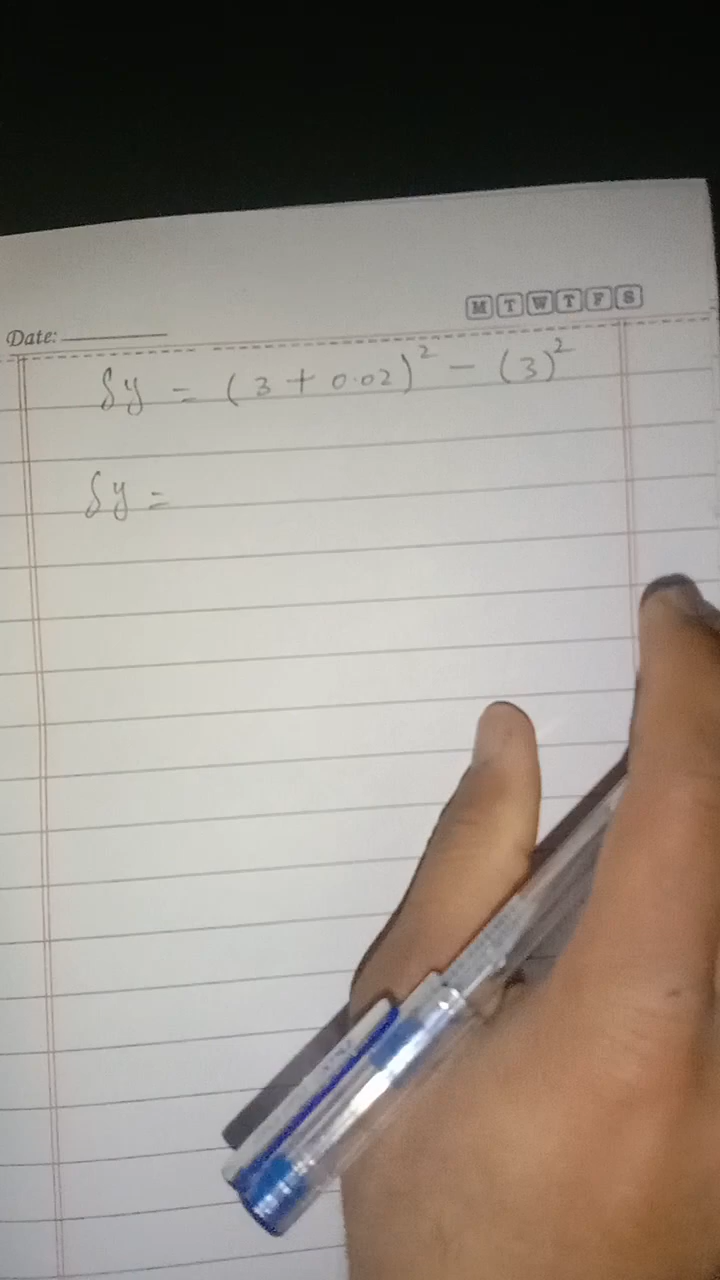 M T W T F S
Date:
δy = (3 + 0.02)² - (3)²
δy =